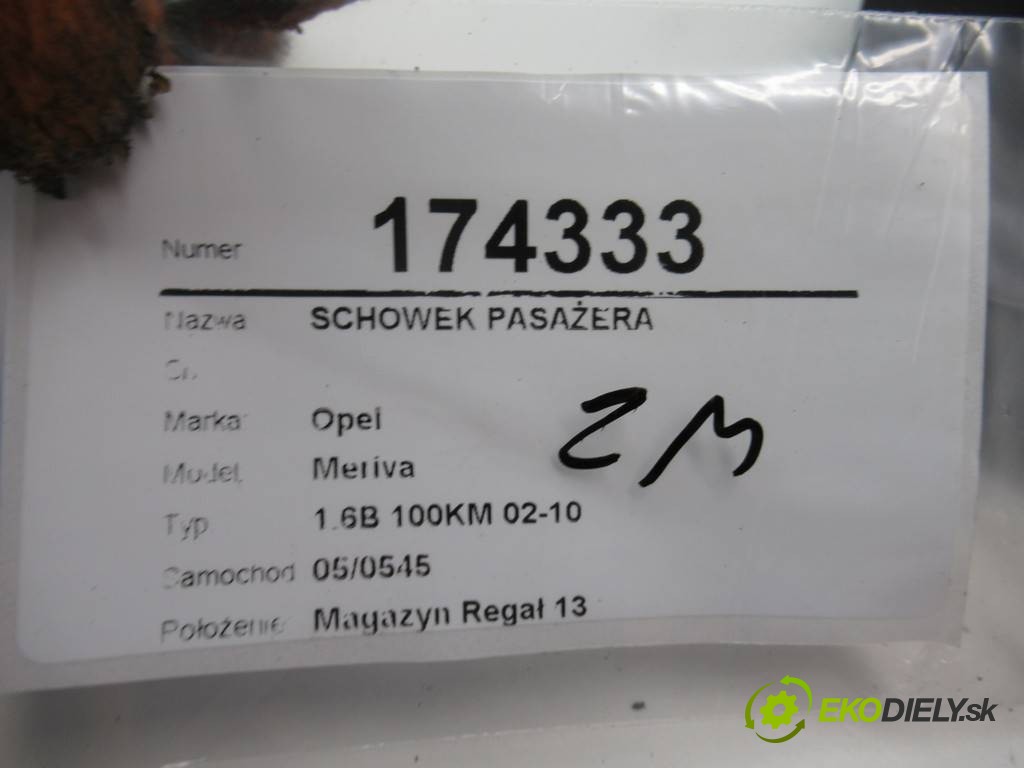 Numer 174333
Nazwa SCHOWEK PASAŻERA
Marka Opel
Model Meriva
Typ 1.6B 100KM 02-10
Samochod 05/0545
Położenie Magazyn Regał 13
EKODIELY.sk